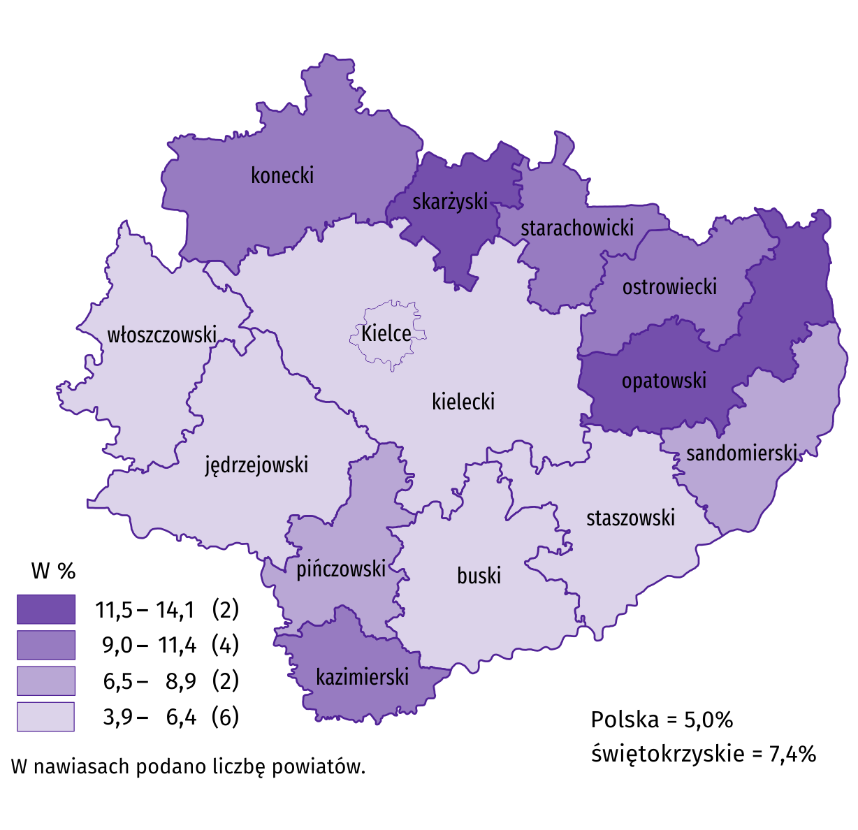 konecki
skarżyski
starachowicki
ostrowiecki
włoszczowski
Kielce
opatowski
kielecki
sandomierski
jędrzejowski
staszowski
pińczowski
buski
kazimierski
W %
11,5 – 14,1 (2)
9,0 – 11,4 (4)
6,5 – 8,9 (2)
3,9 – 6,4 (6)
Polska = 5,0%
świętokrzyskie = 7,4%
W nawiasach podano liczbę powiatów.